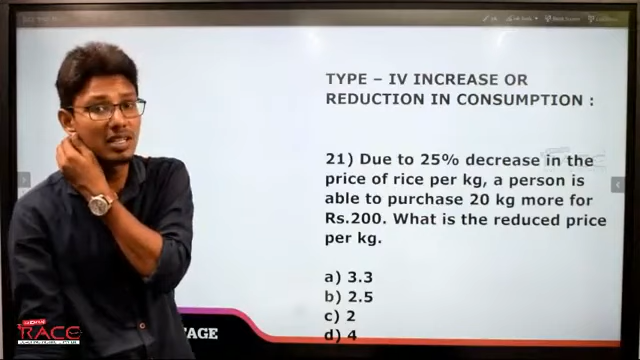 TYPE – IV INCREASE OR
REDUCTION IN CONSUMPTION :
21) Due to 25% decrease in the
price of rice per kg, a person is
able to purchase 20 kg more for
Rs.200. What is the reduced price
per kg.
a) 3.3
b) 2.5
c) 2
d) 4
RACE
TAGE